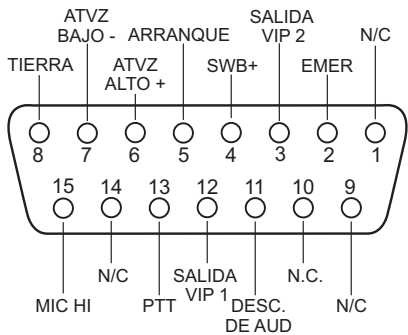 ATVZ
BAJO -
ARRANQUE
SALIDA
VIP 2
N/C
TIERRA
ATVZ
ALTO +
SWB+
EMER
8 7 6 5 4 3 2 1
15 14 13 12 11 10 9
N/C
SALIDA
VIP 1
N.C.
MIC HI
PTT
DESC.
DE AUD
N/C